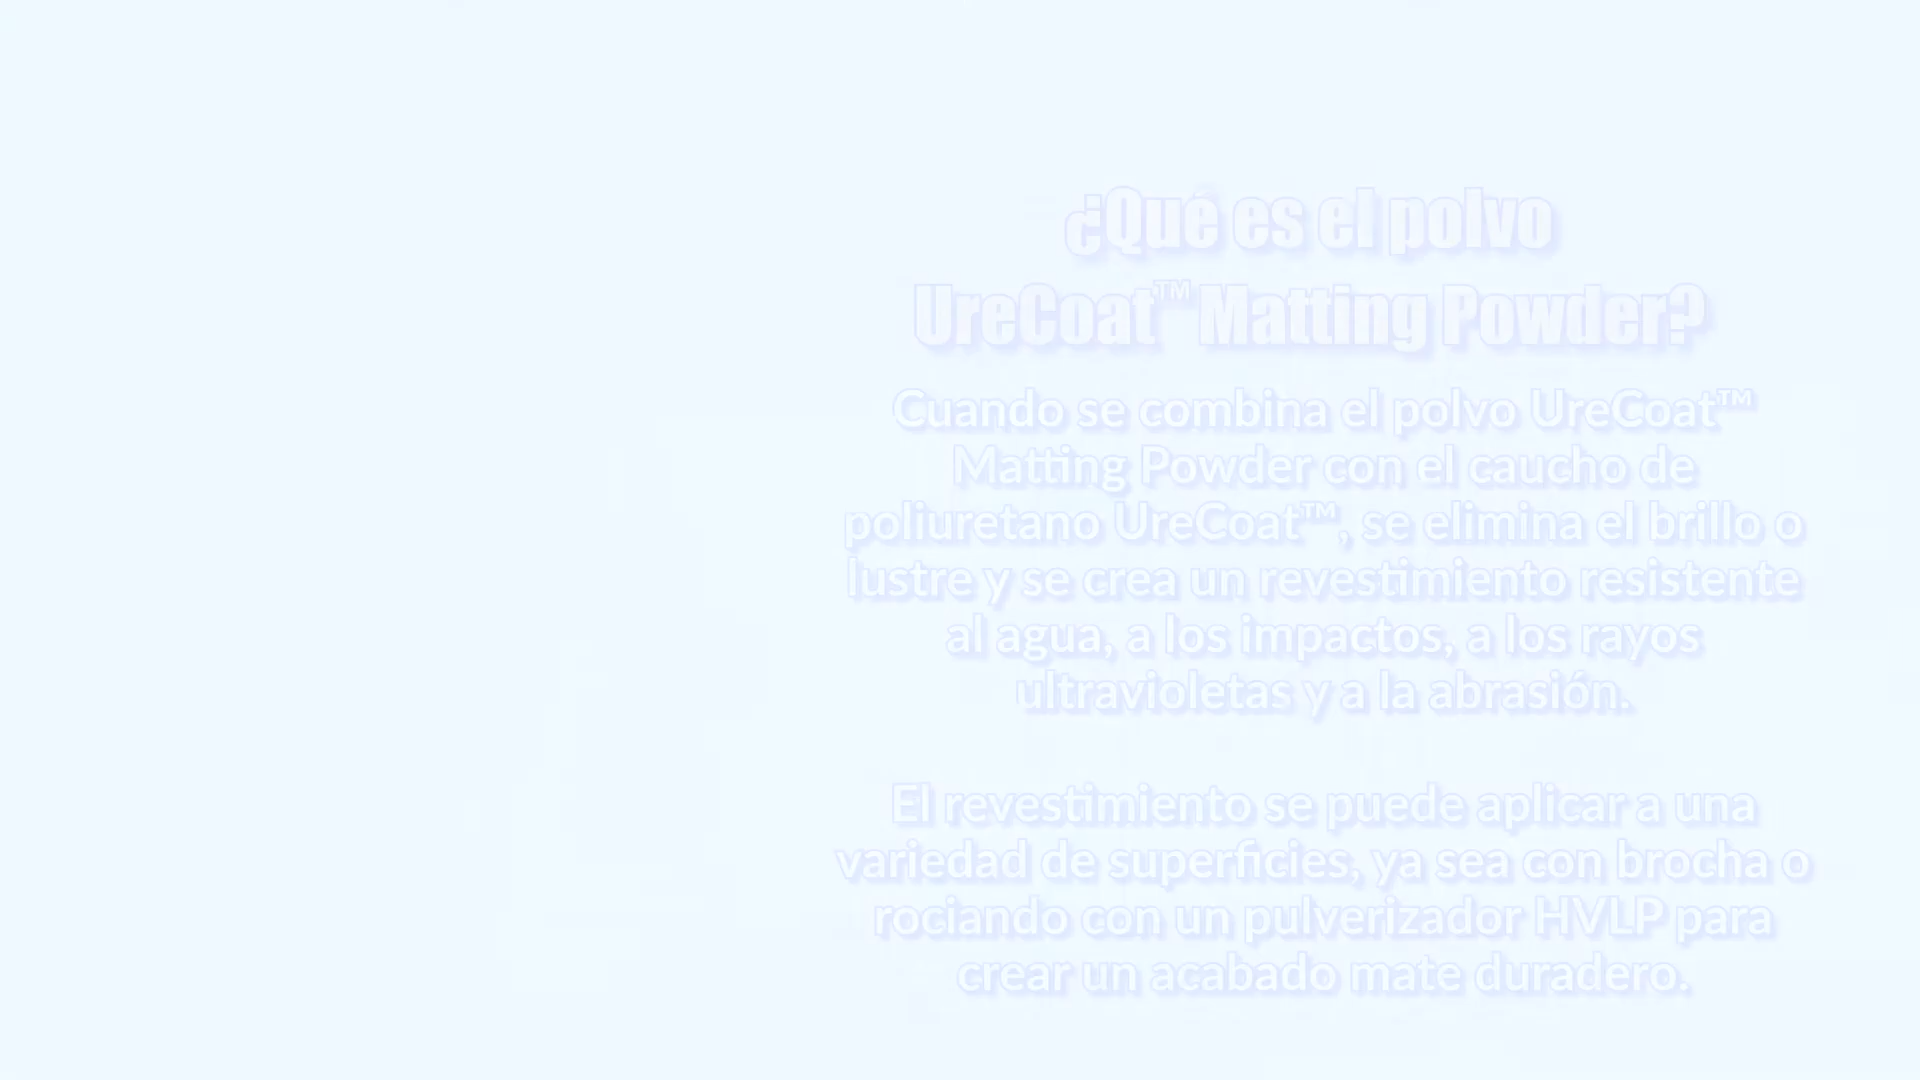 ¿Qué es el polvo
UreCoat™ Matting Powder?
Cuando se combina el polvo UreCoat™
Matting Powder con el caucho de
poliuretano UreCoat™, se elimina el brillo o
lustre y se crea un revestimiento resistente
al agua, a los impactos, a los rayos
ultravioletas y a la abrasión.
El revestimiento se puede aplicar a una
variedad de superficies, ya sea con brocha o
rociando con un pulverizador HVLP para
crear un acabado mate duradero.